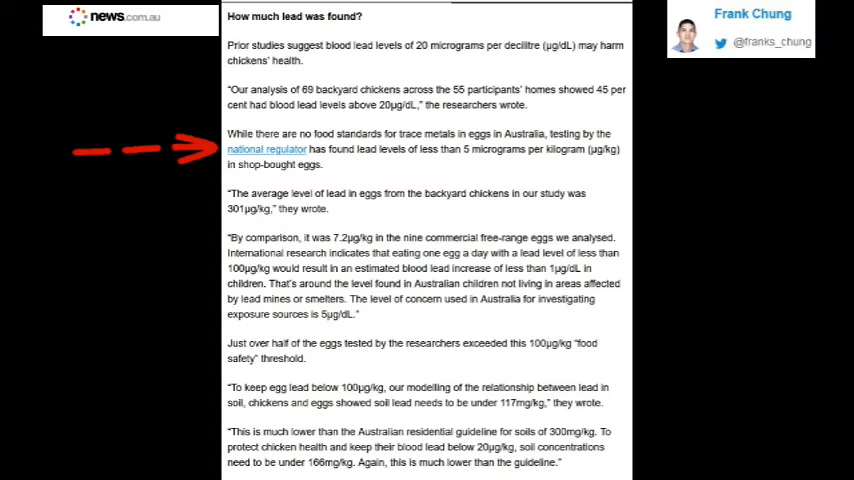 news.com.au
Frank Chung
@franks_chung
How much lead was found?
Prior studies suggest blood lead levels of 20 micrograms per decilitre (µg/dL) may harm
chickens' health.
"Our analysis of 69 backyard chickens across the 55 participants' homes showed 45 per
cent had blood lead levels above 20µg/dL," the researchers wrote.
While there are no food standards for trace metals in eggs in Australia, testing by the
national regulator has found lead levels of less than 5 micrograms per kilogram (µg/kg)
in shop-bought eggs.
"The average level of lead in eggs from the backyard chickens in our study was
301µg/kg," they wrote.
"By comparison, it was 7.2µg/kg in the nine commercial free-range eggs we analysed.
International research indicates that eating one egg a day with a lead level of less than
100µg/kg would result in an estimated blood lead increase of less than 1µg/dL in
children. That's around the level found in Australian children not living in areas affected
by lead mines or smelters. The level of concern used in Australia for investigating
exposure sources is 5µg/dL."
Just over half of the eggs tested by the researchers exceeded this 100µg/kg "food
safety" threshold.
"To keep egg lead below 100µg/kg, our modelling of the relationship between lead in
soil, chickens and eggs showed soil lead needs to be under 117mg/kg," they wrote.
"This is much lower than the Australian residential guideline for soils of 300mg/kg. To
protect chicken health and keep their blood lead below 20µg/kg, soil concentrations
need to be under 166mg/kg. Again, this is much lower than the guideline."